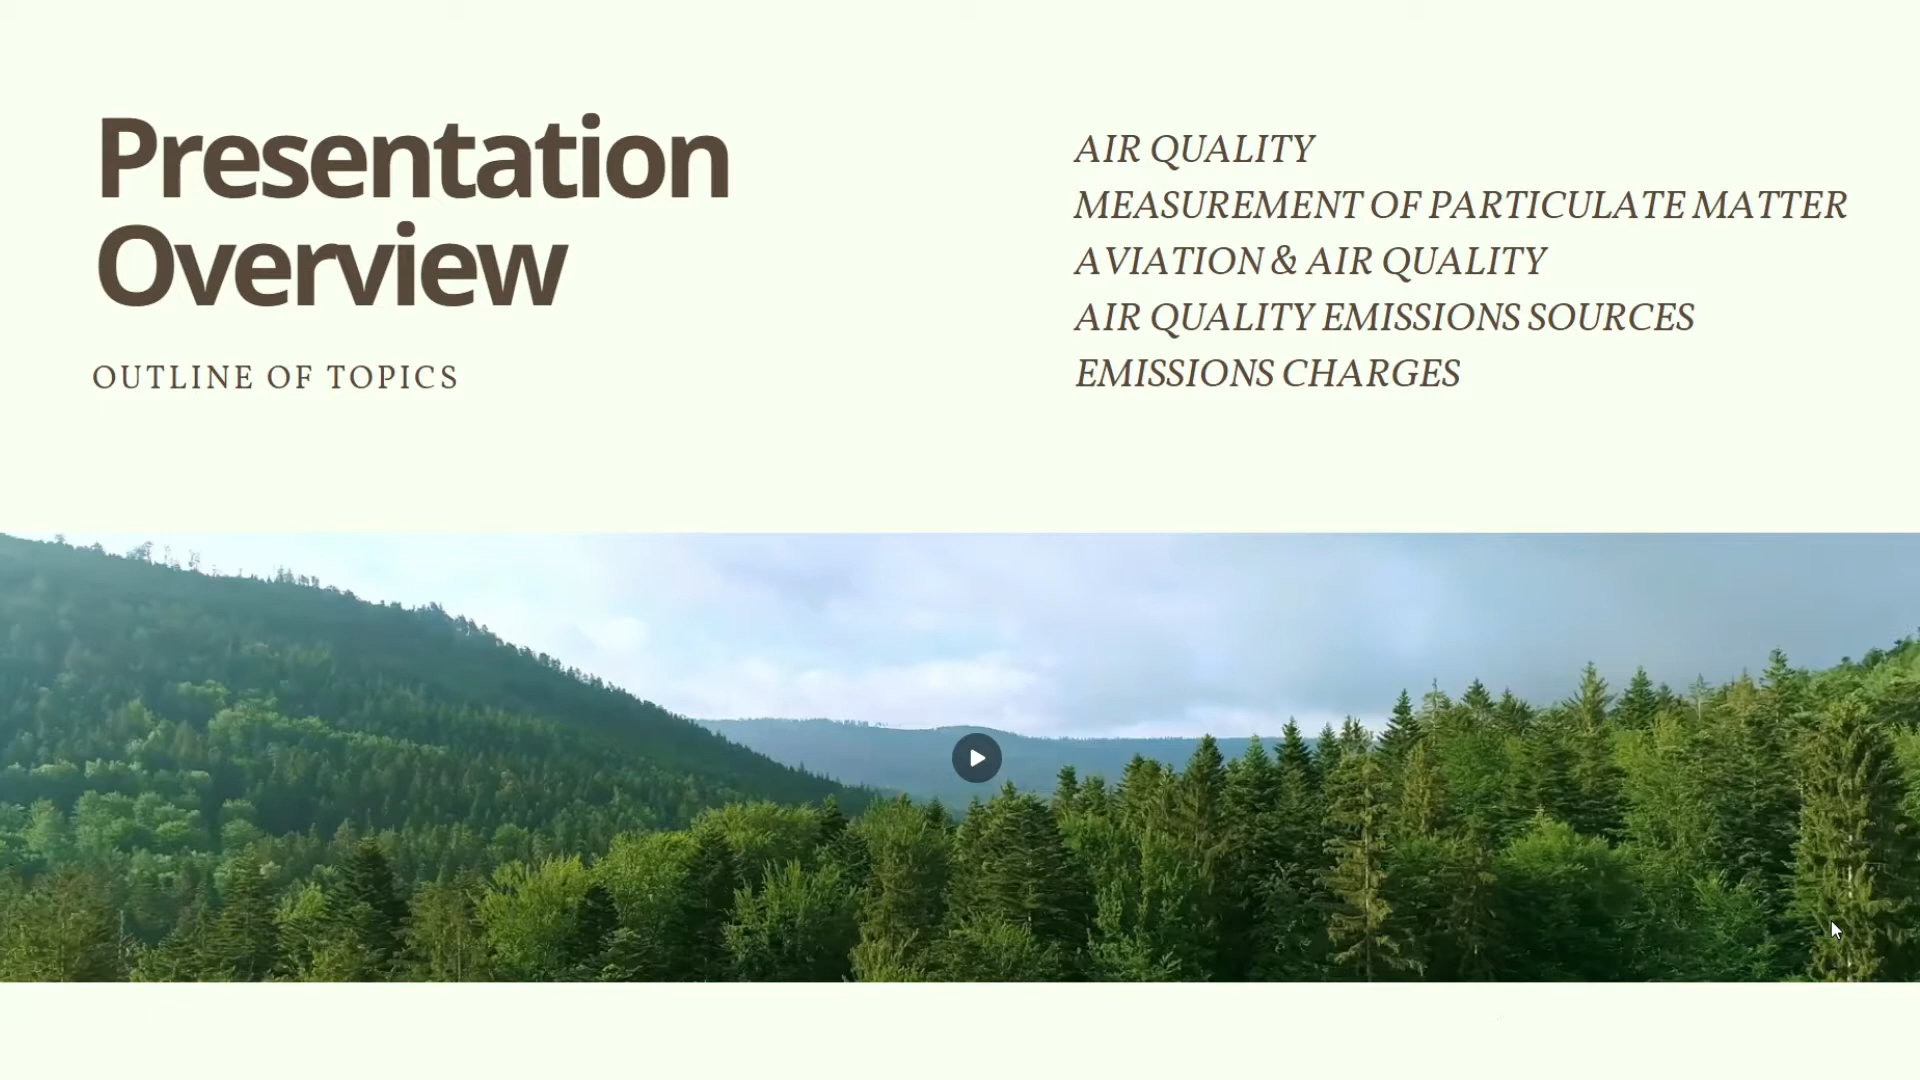 Presentation
Overview
OUTLINE OF TOPICS
AIR QUALITY
MEASUREMENT OF PARTICULATE MATTER
AVIATION & AIR QUALITY
AIR QUALITY EMISSIONS SOURCES
EMISSIONS CHARGES